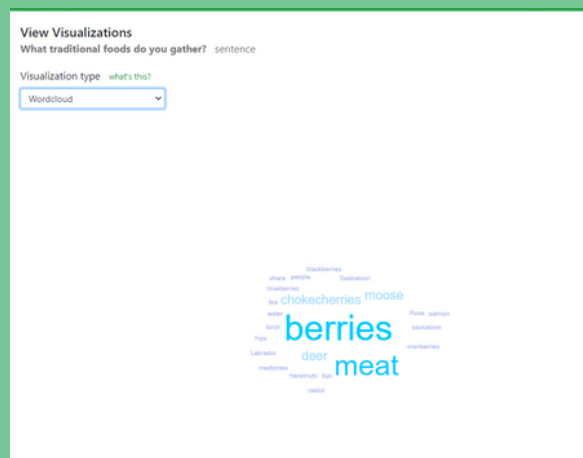 View Visualizations
What traditional foods do you gather? sentence
Visualization type what's this?
Wordcloud
blackberries
share people Saskatoon
blueberries
tea chokecherries moose
water Rose salmon
birch berries saskatoon
hips cranberries
Labrador deer meat
medicines
hazelnuts fish
rabbit